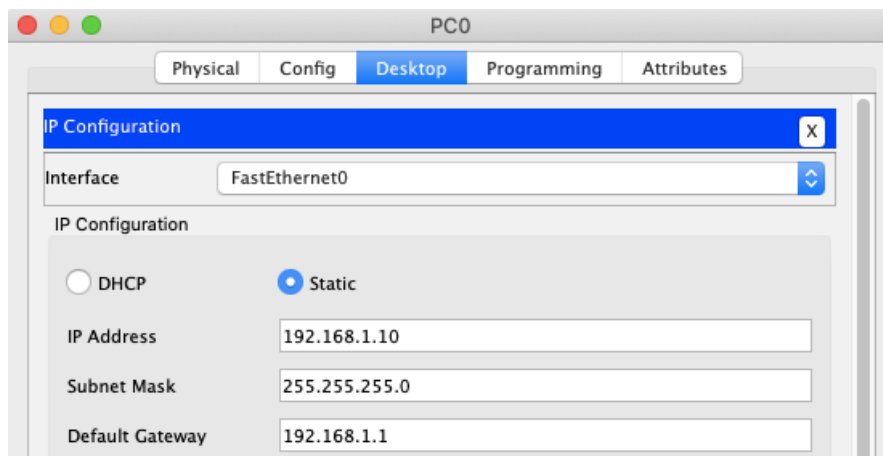 PC0
Physical Config Desktop Programming Attributes
IP Configuration X
Interface FastEthernet0
IP Configuration
DHCP Static
IP Address 192.168.1.10
Subnet Mask 255.255.255.0
Default Gateway 192.168.1.1